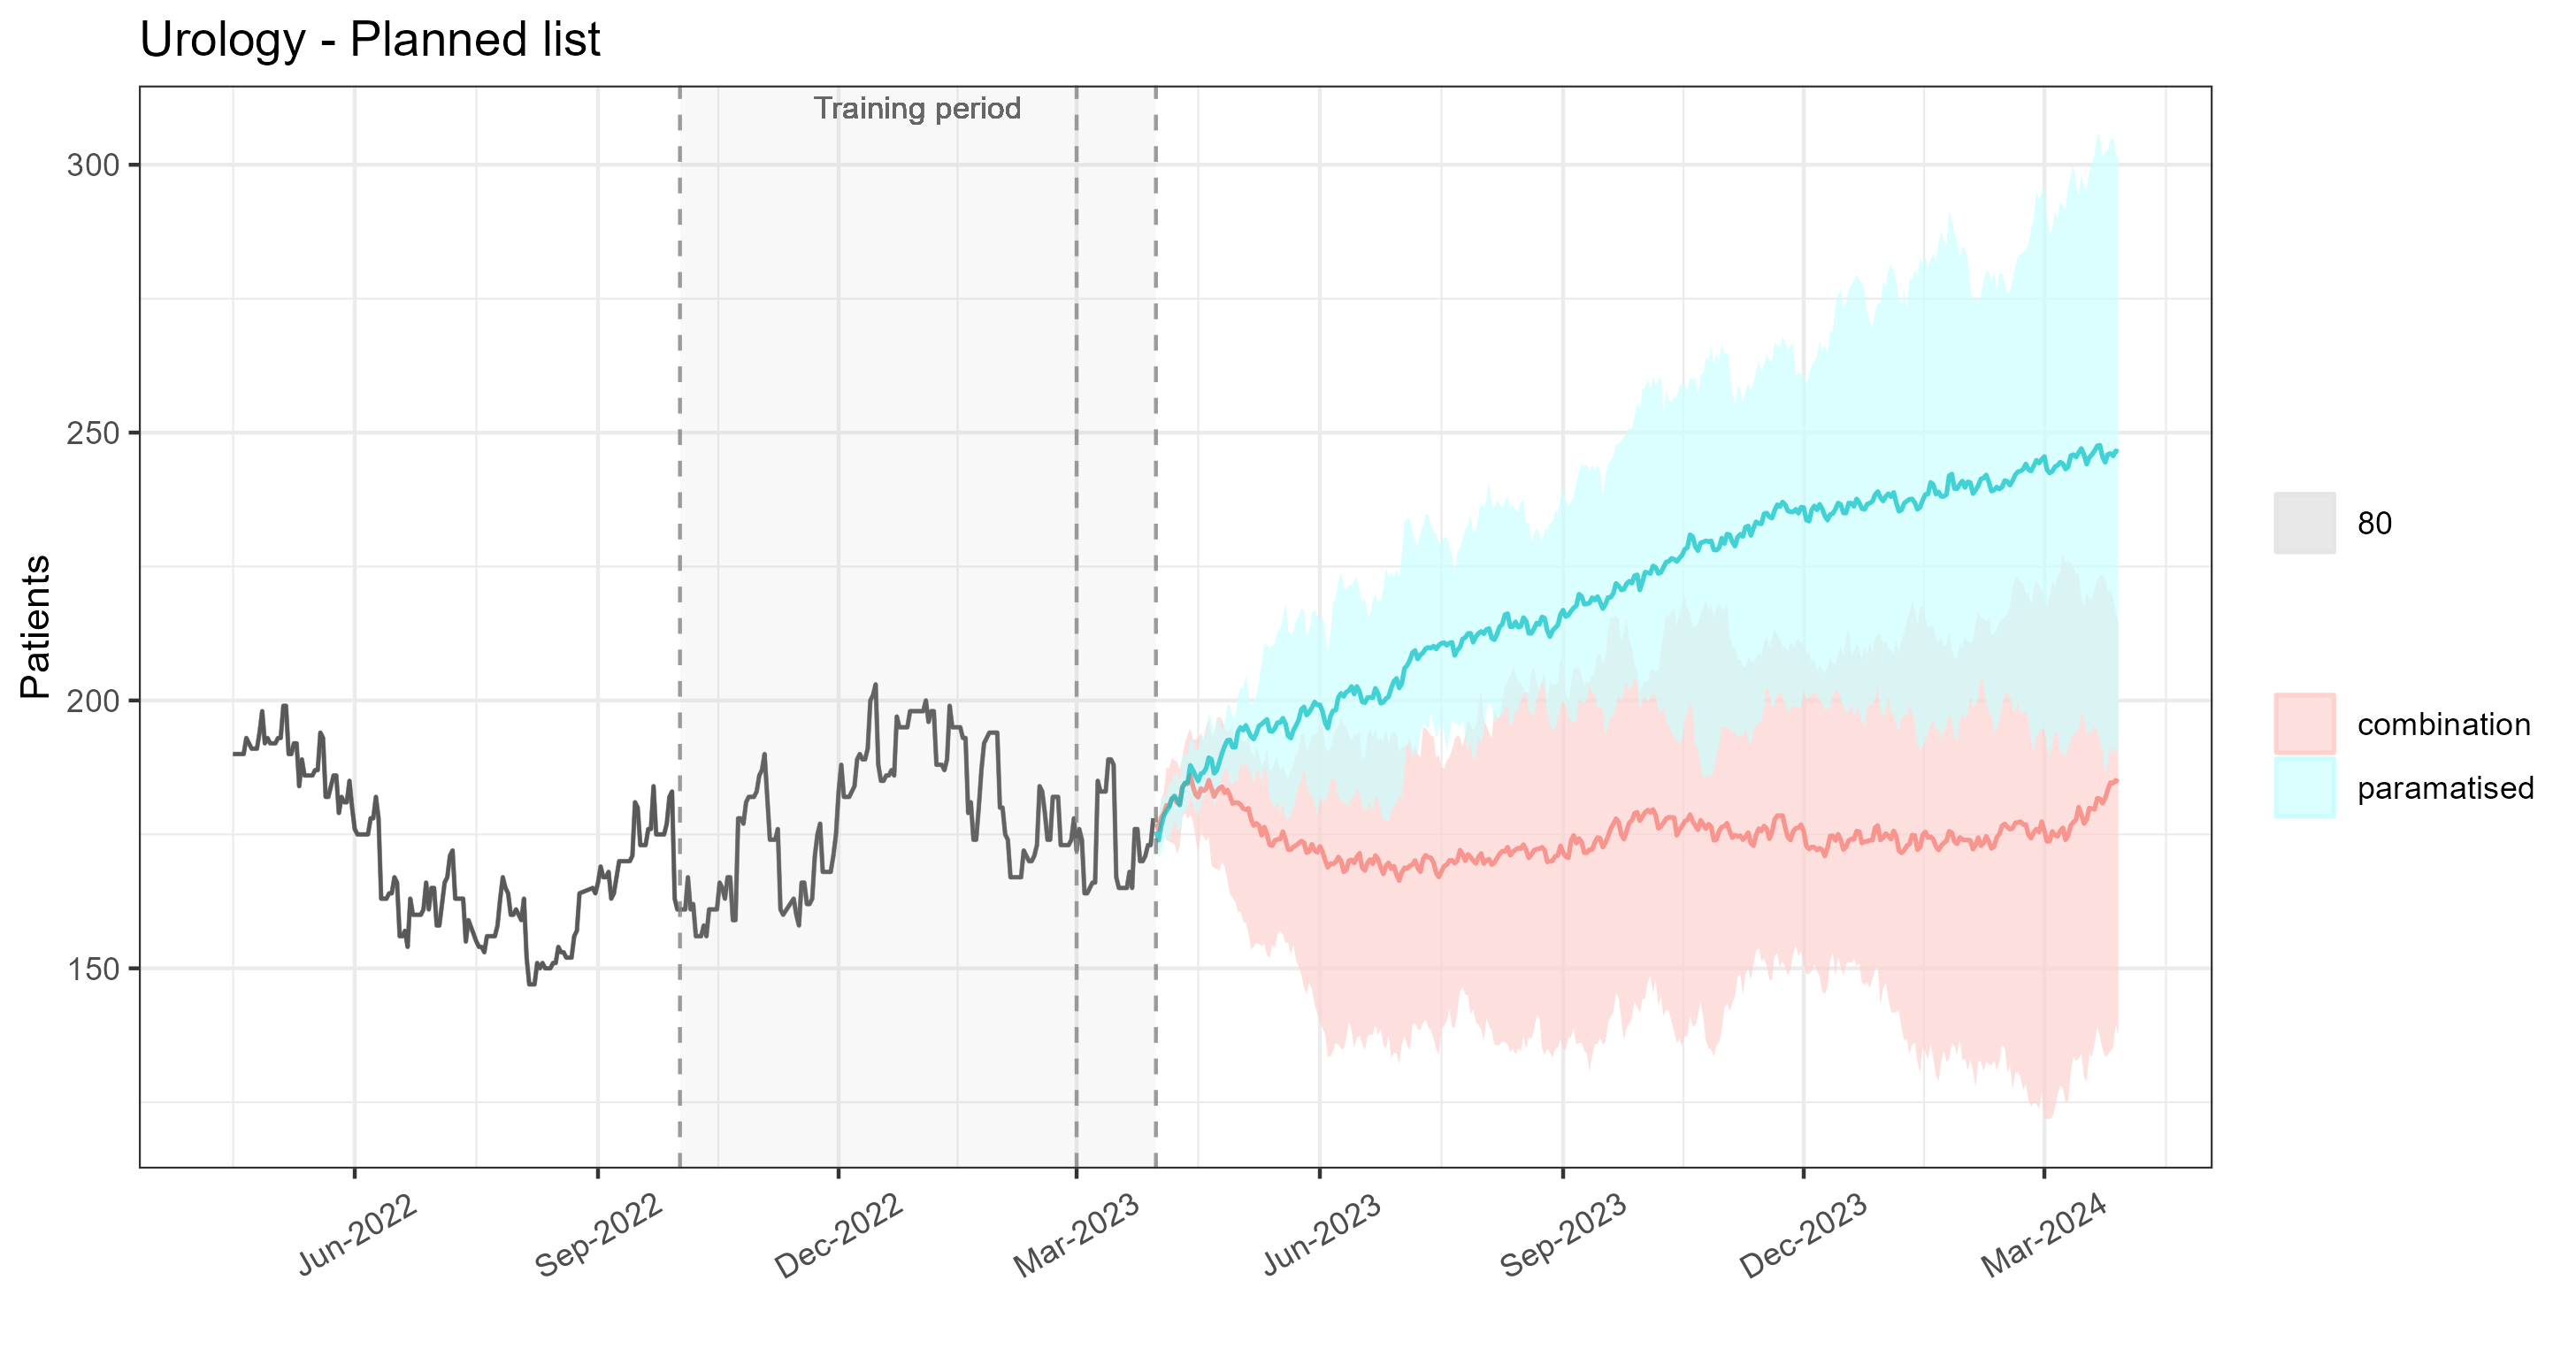 Urology - Planned list
Training period
300
250
200
150
Patients
Jun-2022
Sep-2022
Dec-2022
Mar-2023
Jun-2023
Sep-2023
Dec-2023
Mar-2024
80
combination
paramatised